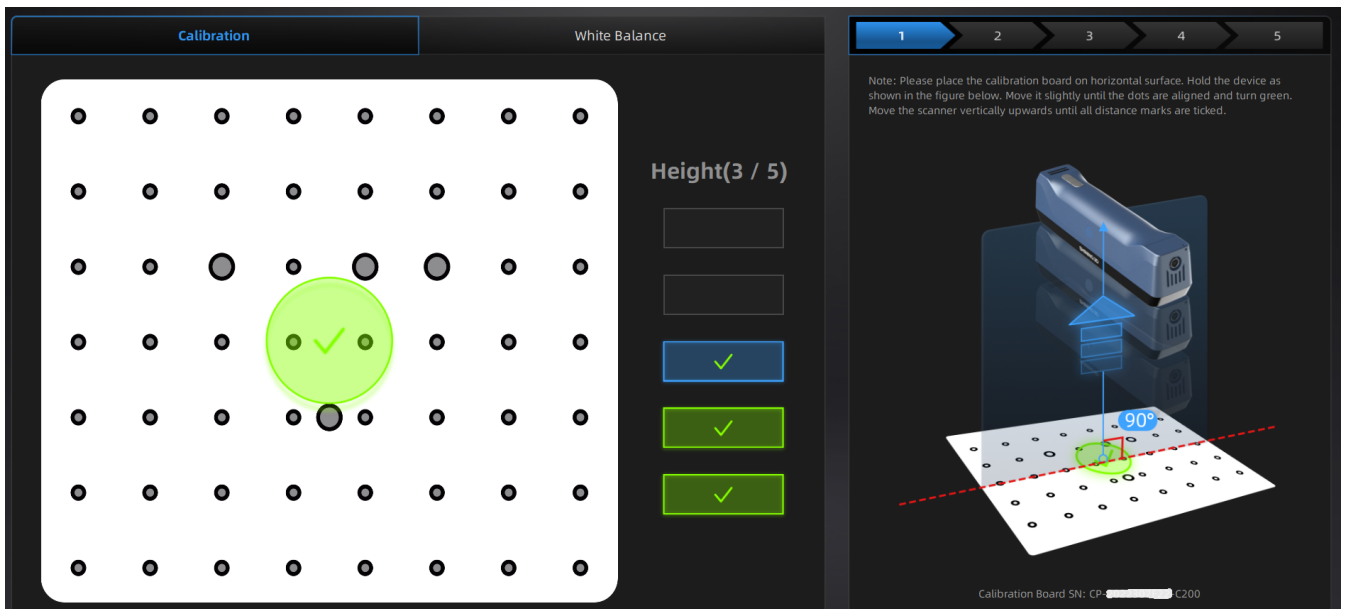 Calibration
White Balance
Height(3 / 5)
1 2 3 4 5
Note: Please place the calibration board on horizontal surface. Hold the device as
shown in the figure below. Move it slightly until the dots are aligned and turn green.
Move the scanner vertically upwards until all distance marks are ticked.
90°
Calibration Board SN: CP- -C200